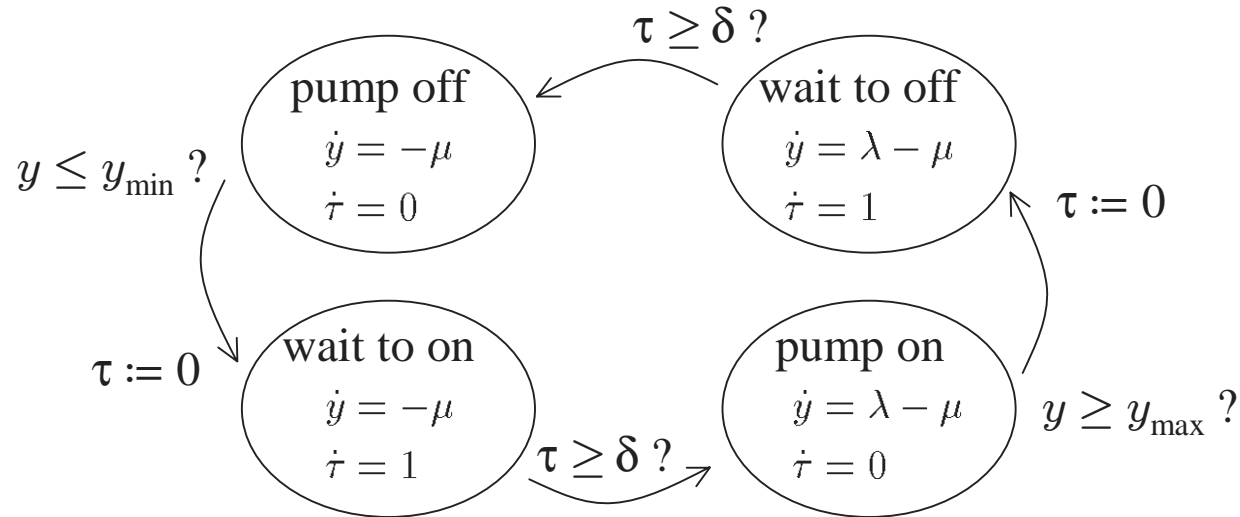 τ ≥ δ ?
pump off
ẏ = −μ
τ̇ = 0
wait to off
ẏ = λ − μ
τ̇ = 1
y ≤ y_min ?
τ := 0
τ := 0
wait to on
ẏ = −μ
τ̇ = 1
pump on
ẏ = λ − μ
τ̇ = 0
y ≥ y_max ?
τ ≥ δ ?